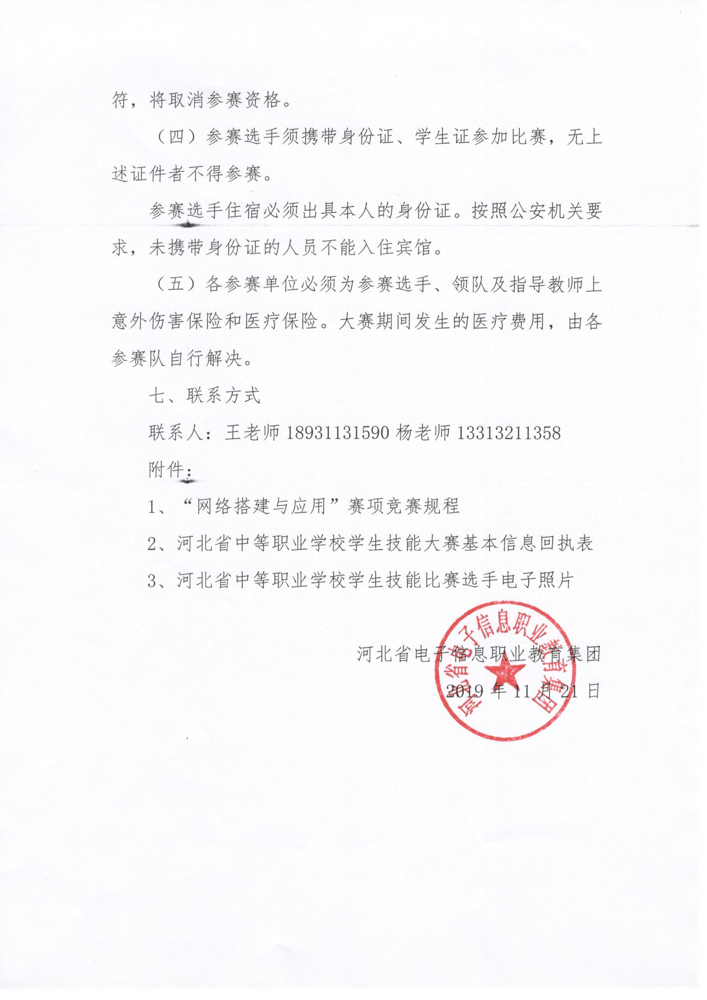 符，将取消参赛资格。
（四）参赛选手须携带身份证、学生证参加比赛，无上
述证件者不得参赛。
参赛选手住宿必须出具本人的身份证。按照公安机关要
求，未携带身份证的人员不能入住宾馆。
（五）各参赛单位必须为参赛选手、领队及指导教师上
意外伤害保险和医疗保险。大赛期间发生的医疗费用，由各
参赛队自行解决。
七、联系方式
联系人：王老师 18931131590 杨老师 13313211358
附件：
1、“网络搭建与应用”赛项竞赛规程
2、河北省中等职业学校学生技能大赛基本信息回执表
3、河北省中等职业学校学生技能比赛选手电子照片
河北省电子信息职业教育集团
2019 年 11 月 21 日
河北省电子信息职业教育集团